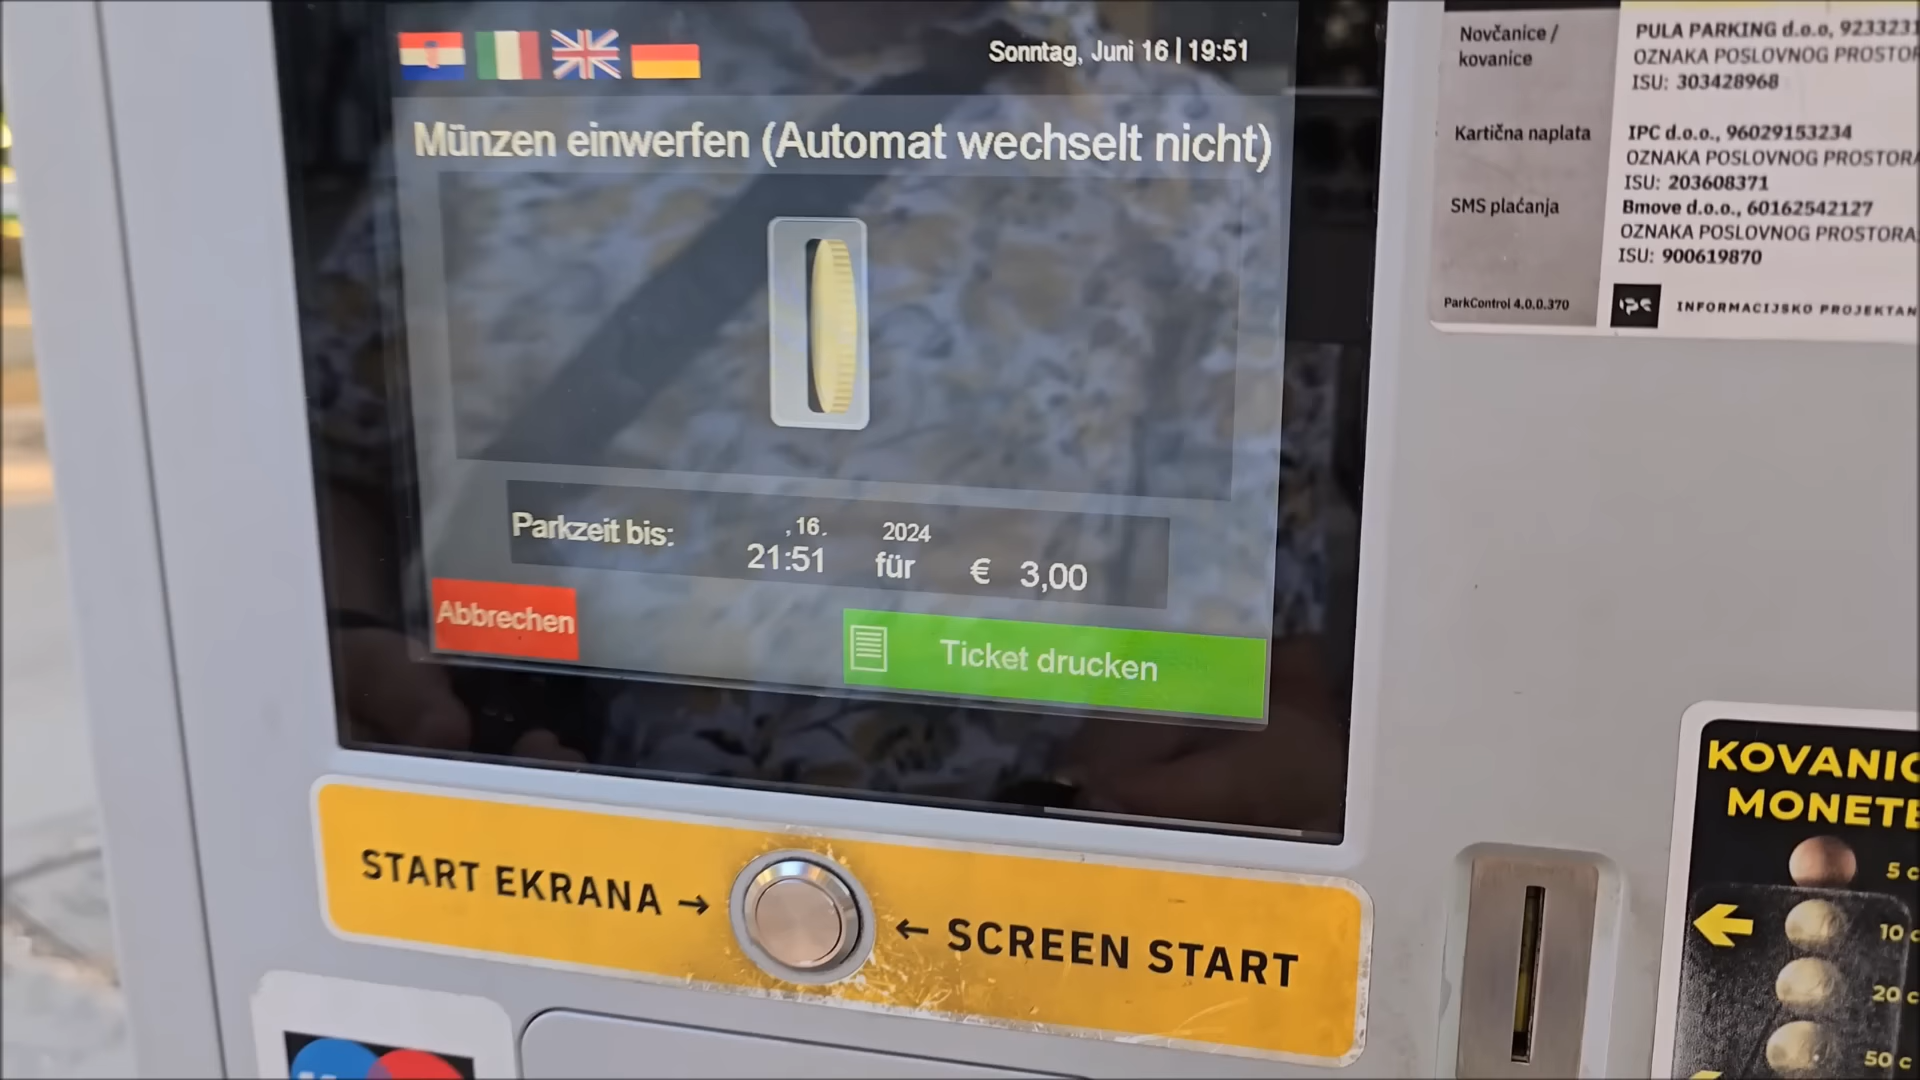 Sonntag, Juni 16 | 19:51
Münzen einwerfen (Automat wechselt nicht)
Parkzeit bis:
,16.
2024
21:51
für
€ 3,00
Abbrechen
Ticket drucken
START EKRANA →
← SCREEN START
Novčanice /
kovanice
PULA PARKING d.o.o, 9233231
OZNAKA POSLOVNOG PROSTOR
ISU: 303428968
Kartična naplata
IPC d.o.o., 96029153234
OZNAKA POSLOVNOG PROSTORA
ISU: 203608371
SMS plaćanja
Bmove d.o.o., 60162542127
OZNAKA POSLOVNOG PROSTORA
ISU: 900619870
ParkControl 4.0.0.370
ipc
INFORMACIJSKO PROJEKTAN
KOVANIC
MONETE
5 c
10 c
20 c
50 c